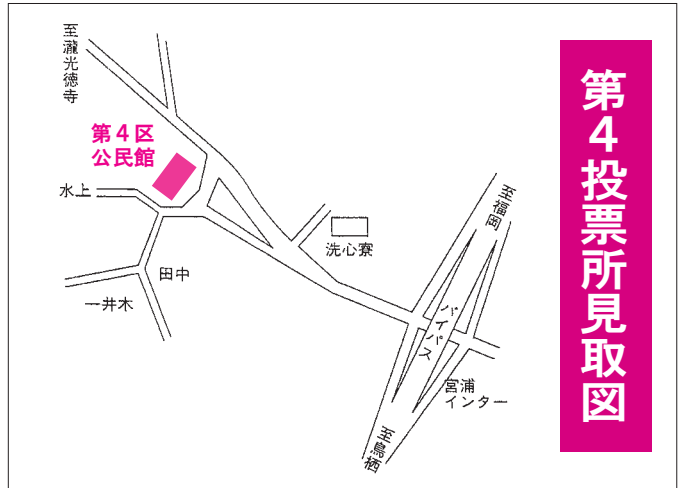 第4投票所見取図
至瀧光徳寺
第4区
公民館
水上
田中
一井木
洗心寮
至福岡
バイパス
宮浦
インター
至鳥栖